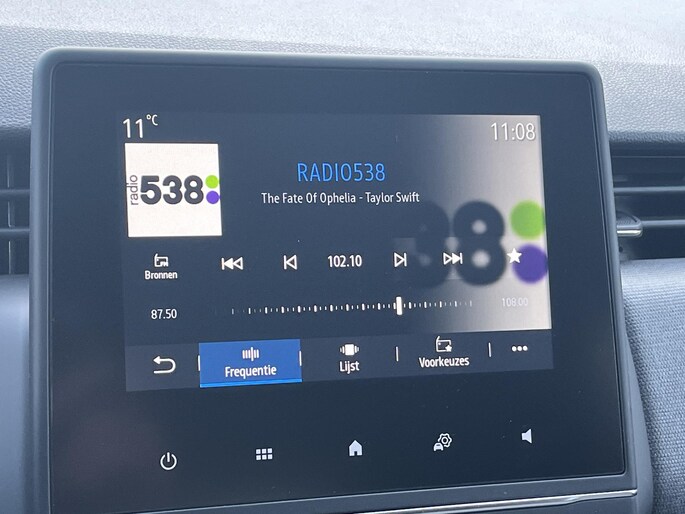 11°C
11:08
radio
538
RADIO538
The Fate Of Ophelia - Taylor Swift
38
Bronnen
102.10
87.50
108.00
Frequentie
Lijst
Voorkeuzes